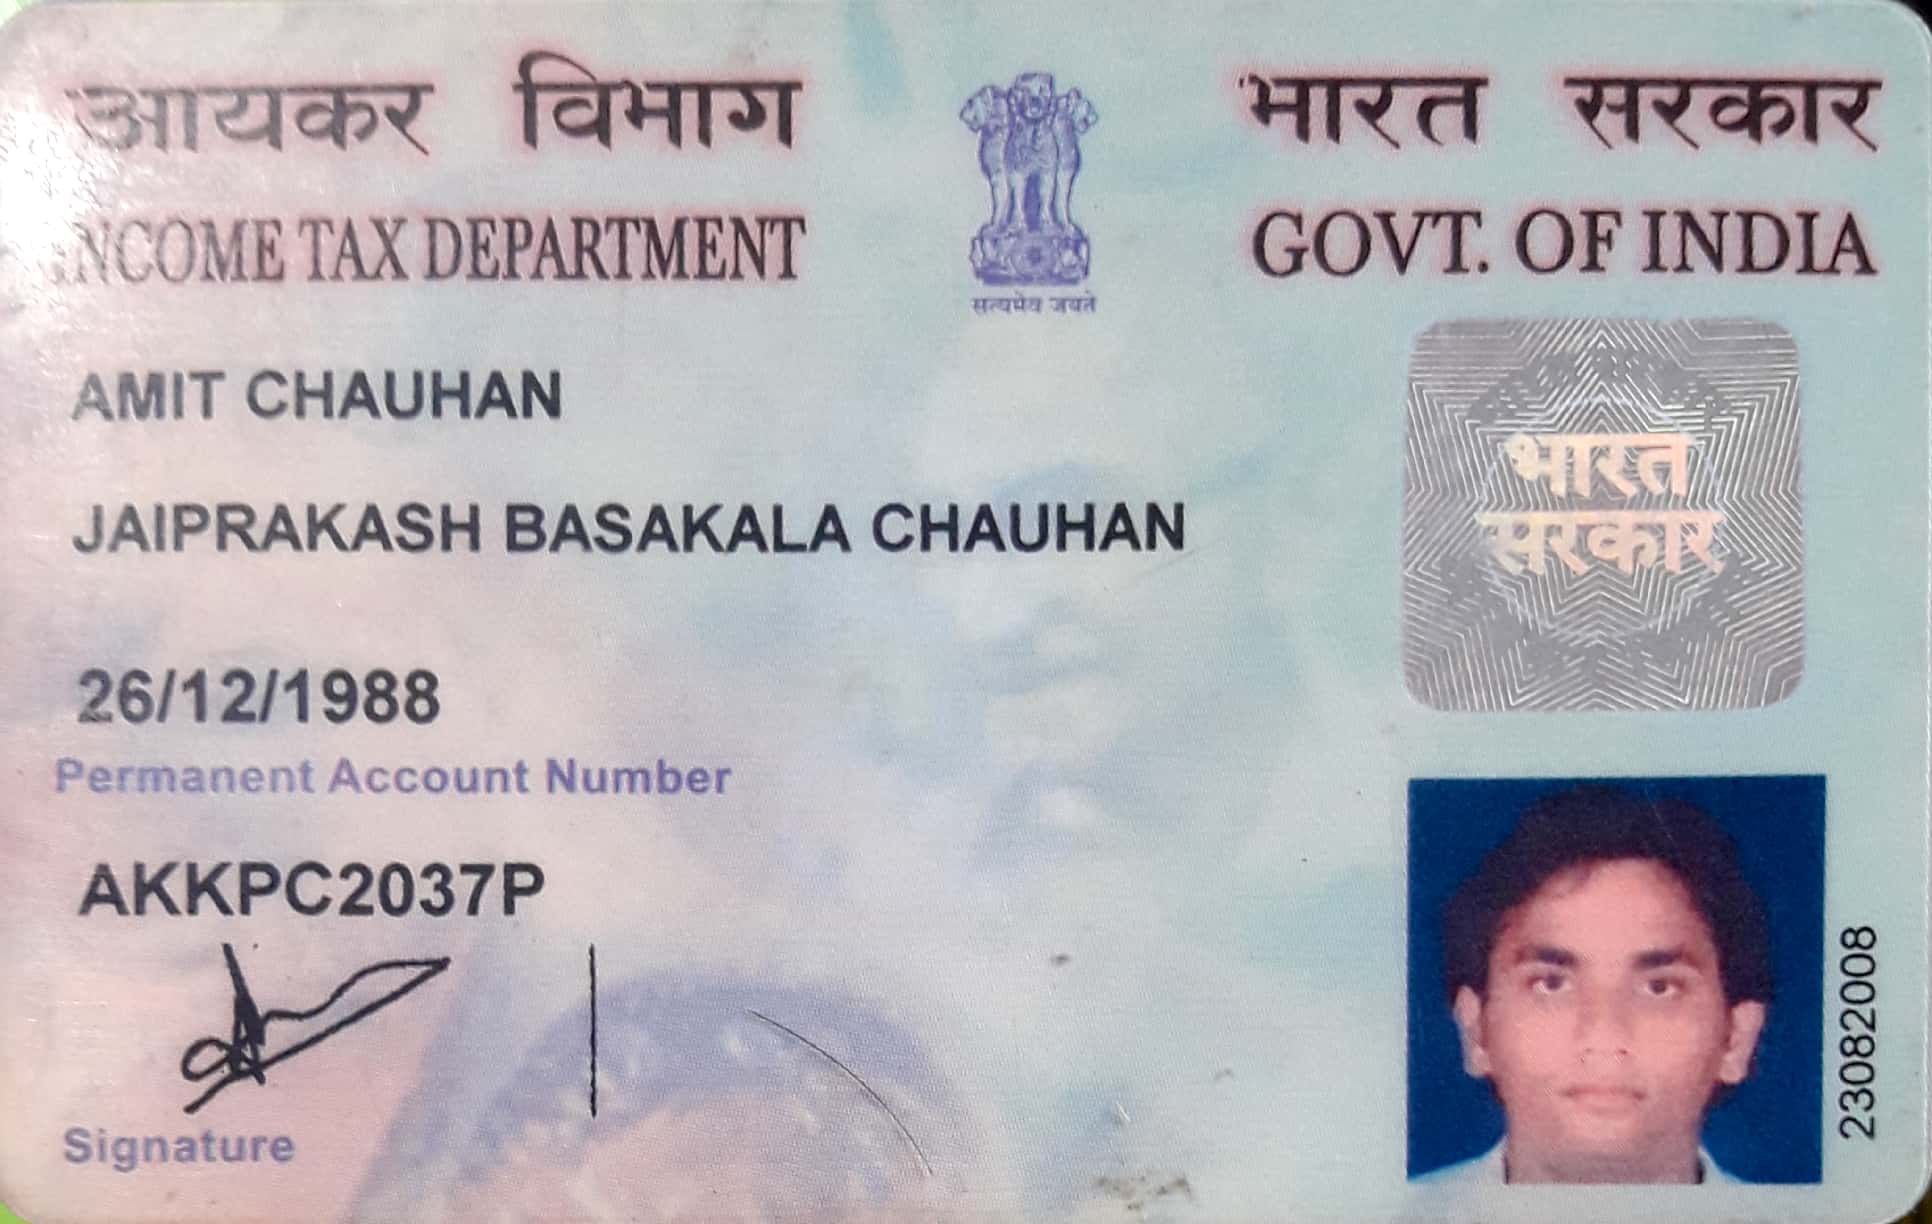 आयकर विभाग
INCOME TAX DEPARTMENT
सत्यमेव जयते
भारत सरकार
GOVT. OF INDIA
AMIT CHAUHAN
JAIPRAKASH BASAKALA CHAUHAN
भारत
सरकार
26/12/1988
Permanent Account Number
AKKPC2037P
Signature
23082008